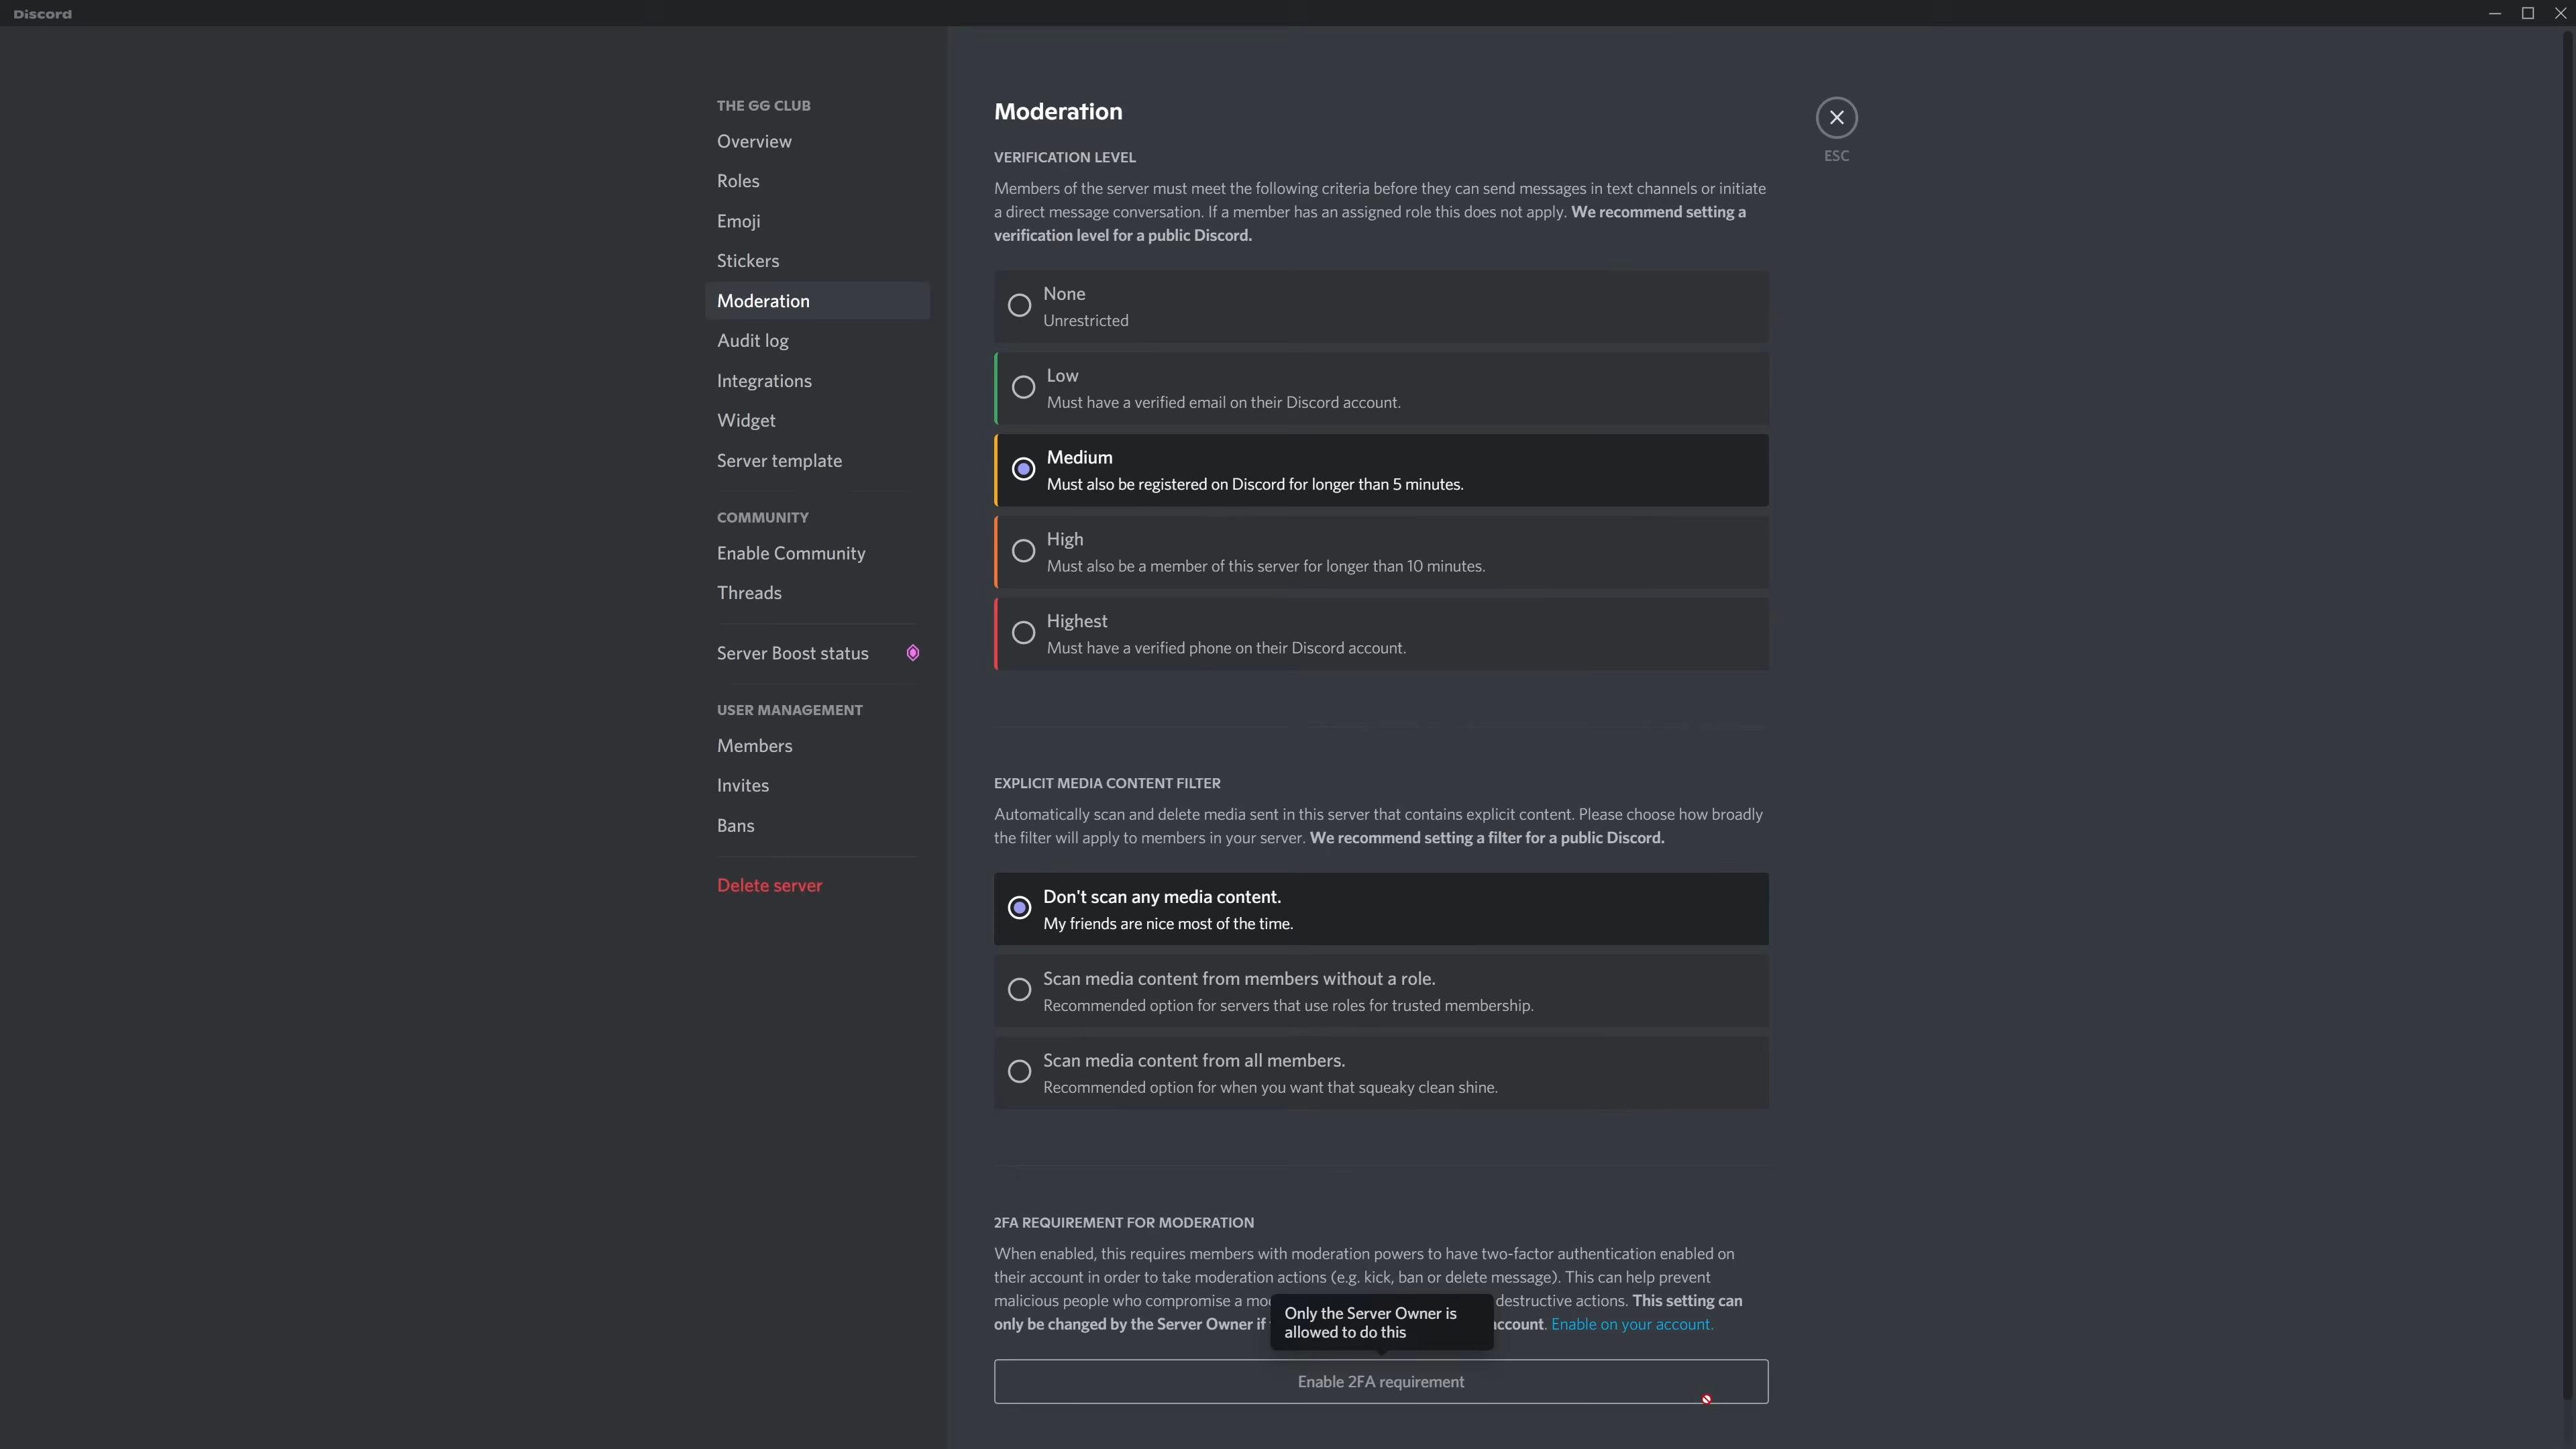 Discord
THE GG CLUB
Overview
Roles
Emoji
Stickers
Moderation
Audit log
Integrations
Widget
Server template
COMMUNITY
Enable Community
Threads
Server Boost status
USER MANAGEMENT
Members
Invites
Bans
Delete server
Moderation
ESC
VERIFICATION LEVEL
Members of the server must meet the following criteria before they can send messages in text channels or initiate
a direct message conversation. If a member has an assigned role this does not apply. We recommend setting a
verification level for a public Discord.
None
Unrestricted
Low
Must have a verified email on their Discord account.
Medium
Must also be registered on Discord for longer than 5 minutes.
High
Must also be a member of this server for longer than 10 minutes.
Highest
Must have a verified phone on their Discord account.
EXPLICIT MEDIA CONTENT FILTER
Automatically scan and delete media sent in this server that contains explicit content. Please choose how broadly
the filter will apply to members in your server. We recommend setting a filter for a public Discord.
Don't scan any media content.
My friends are nice most of the time.
Scan media content from members without a role.
Recommended option for servers that use roles for trusted membership.
Scan media content from all members.
Recommended option for when you want that squeaky clean shine.
2FA REQUIREMENT FOR MODERATION
When enabled, this requires members with moderation powers to have two-factor authentication enabled on
their account in order to take moderation actions (e.g. kick, ban or delete message). This can help prevent
malicious people who compromise a destructive actions. This setting can
only be changed by the Server Owner if account. Enable on your account.
Only the Server Owner is
allowed to do this
Enable 2FA requirement